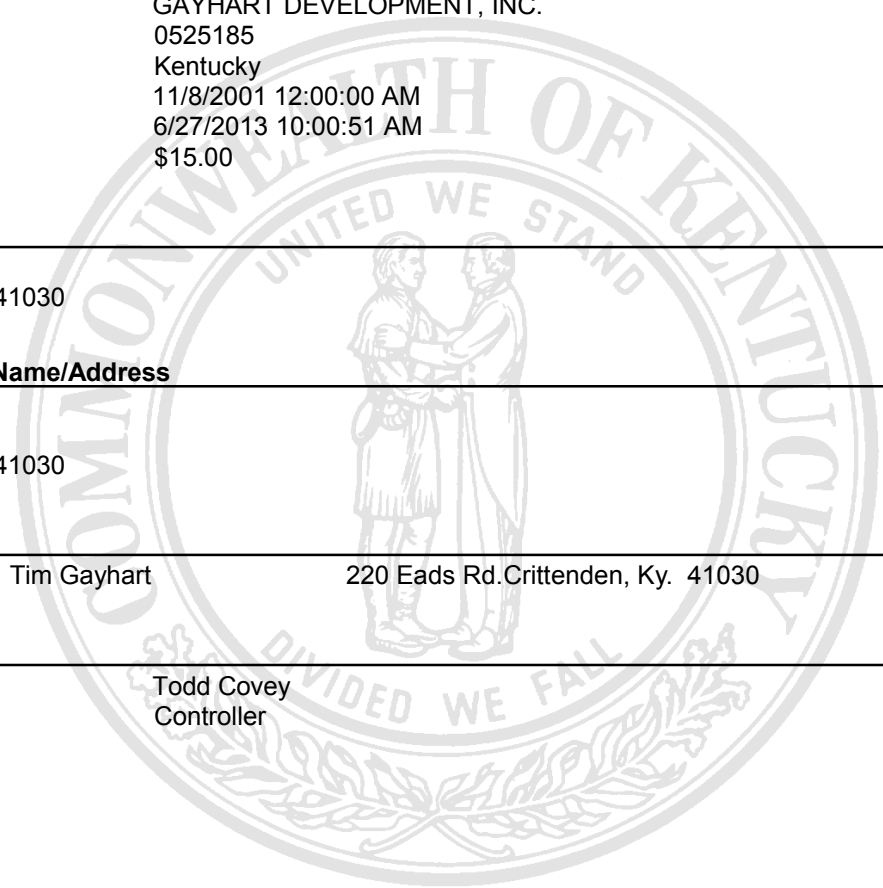 GAYHART DEVELOPMENT, INC.
0525185
Kentucky
11/8/2001 12:00:00 AM
6/27/2013 10:00:51 AM
$15.00
COMMONWEALTH OF KENTUCKY
UNITED WE STAND
41030
Name/Address
41030
Tim Gayhart 220 Eads Rd.Crittenden, Ky. 41030
DIVIDED WE FALL
Todd Covey
Controller